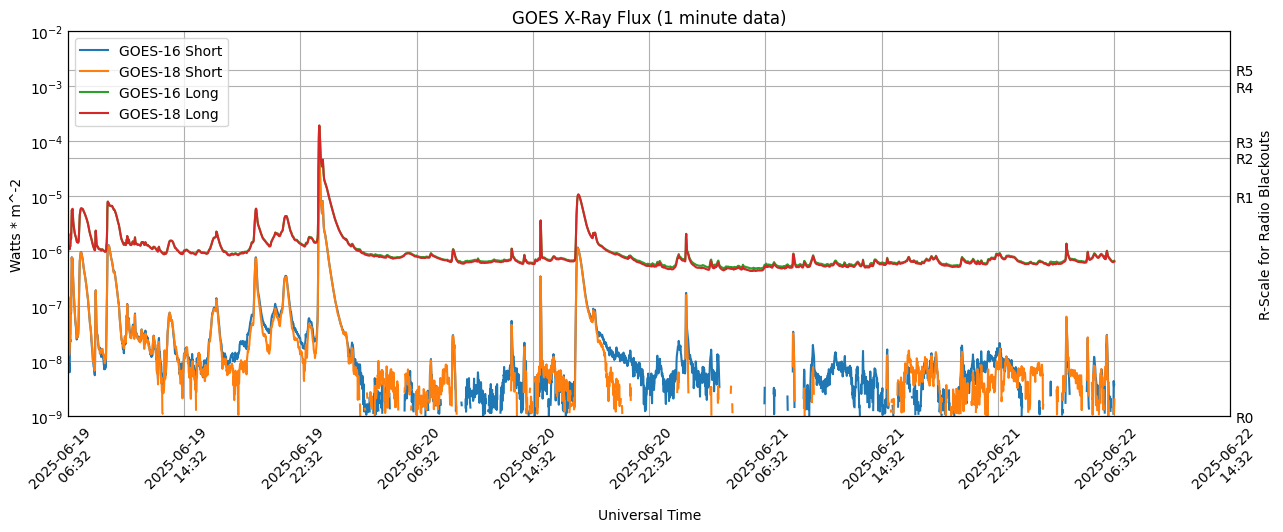 GOES X-Ray Flux (1 minute data)
GOES-16 Short
GOES-18 Short
GOES-16 Long
GOES-18 Long
Watts * m^-2
10⁻²
10⁻³
10⁻⁴
10⁻⁵
10⁻⁶
10⁻⁷
10⁻⁸
10⁻⁹
R5
R4
R3
R2
R1
R0
R-Scale for Radio Blackouts
2025-06-19
06:32
2025-06-19
14:32
2025-06-19
22:32
2025-06-20
06:32
2025-06-20
14:32
2025-06-20
22:32
2025-06-21
06:32
2025-06-21
14:32
2025-06-21
22:32
2025-06-22
06:32
2025-06-22
14:32
Universal Time